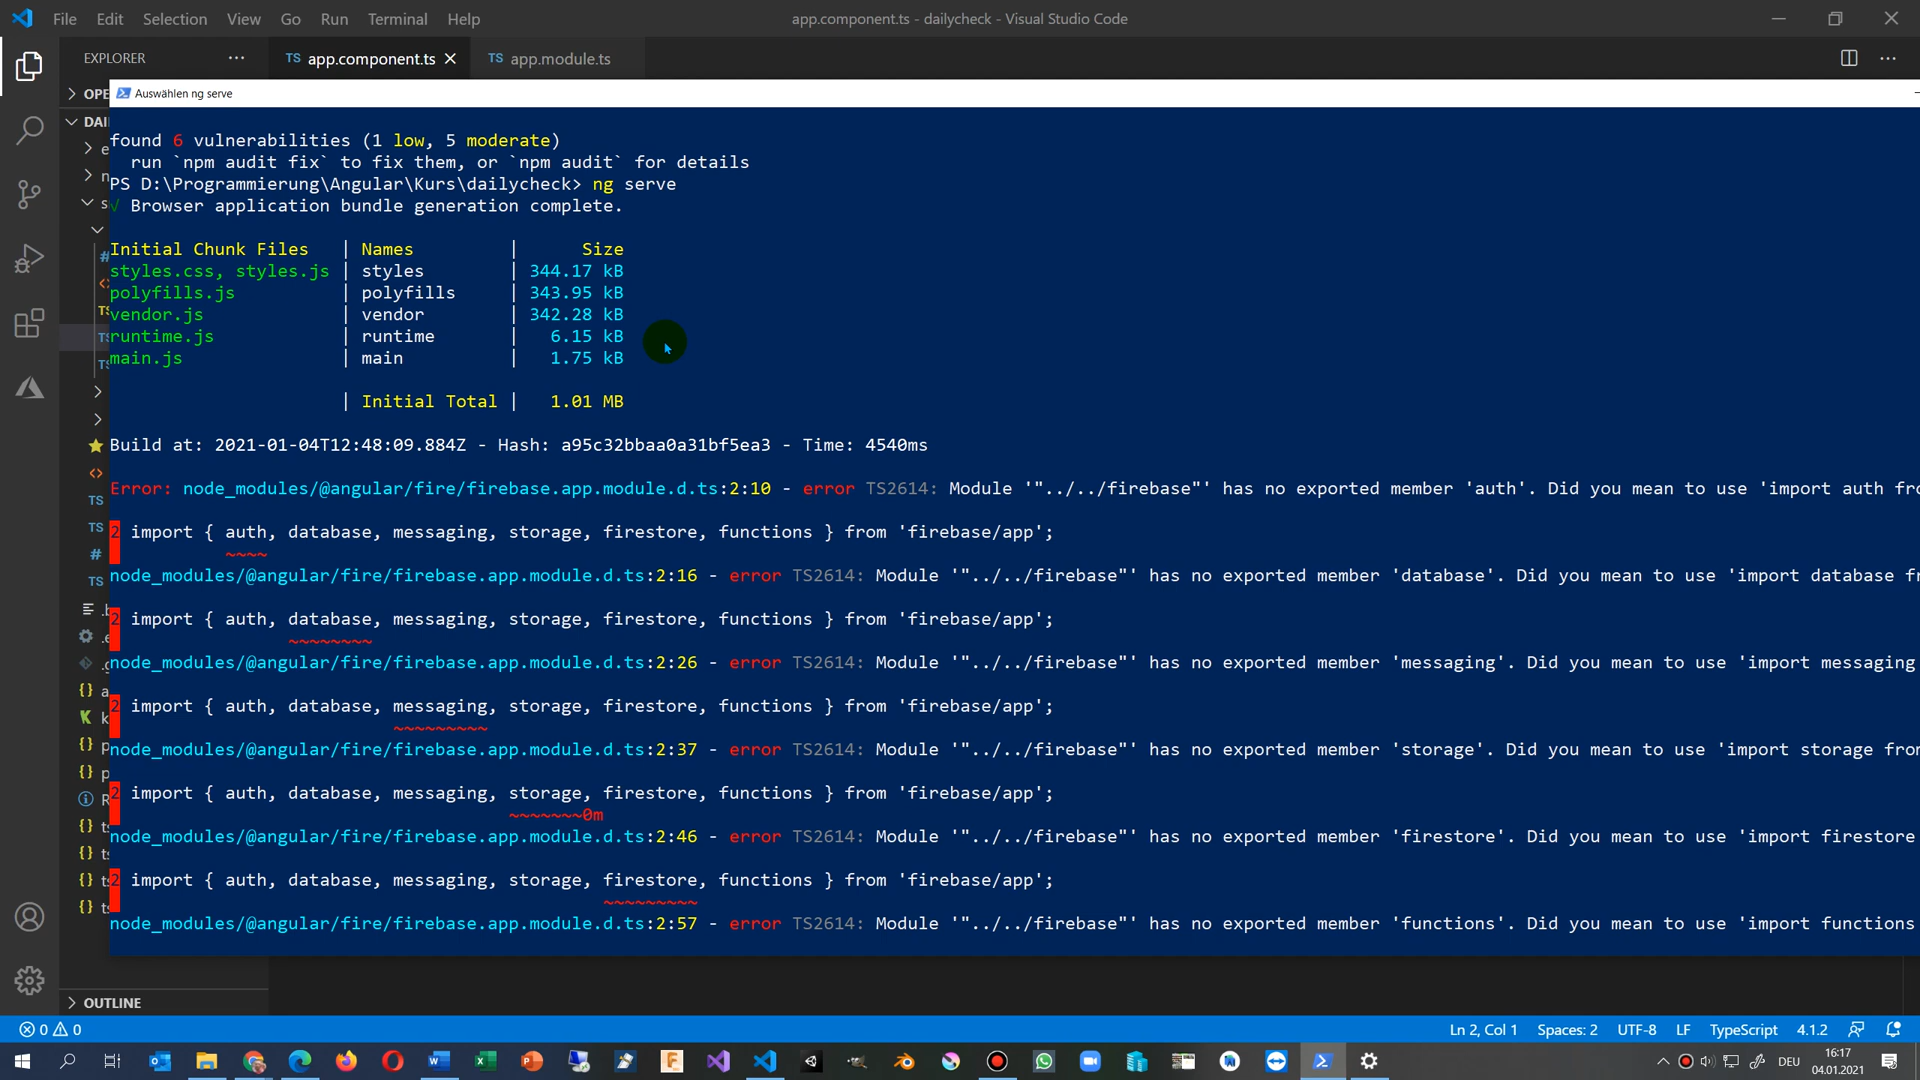 File Edit Selection View Go Run Terminal Help
app.component.ts - dailycheck - Visual Studio Code
EXPLORER
TS app.component.ts
TS app.module.ts
OPE
Auswählen ng serve
DAI
found 6 vulnerabilities (1 low, 5 moderate)
run `npm audit fix` to fix them, or `npm audit` for details
PS D:\Programmierung\Angular\Kurs\dailycheck> ng serve
√ Browser application bundle generation complete.
Initial Chunk Files | Names | Size
styles.css, styles.js | styles | 344.17 kB
polyfills.js | polyfills | 343.95 kB
vendor.js | vendor | 342.28 kB
runtime.js | runtime | 6.15 kB
main.js | main | 1.75 kB
| Initial Total | 1.01 MB
Build at: 2021-01-04T12:48:09.884Z - Hash: a95c32bbaa0a31bf5ea3 - Time: 4540ms
Error: node_modules/@angular/fire/firebase.app.module.d.ts:2:10 - error TS2614: Module '"../../firebase"' has no exported member 'auth'. Did you mean to use 'import auth fro
2 import { auth, database, messaging, storage, firestore, functions } from 'firebase/app';
~~~~
node_modules/@angular/fire/firebase.app.module.d.ts:2:16 - error TS2614: Module '"../../firebase"' has no exported member 'database'. Did you mean to use 'import database fr
2 import { auth, database, messaging, storage, firestore, functions } from 'firebase/app';
~~~~~~~~
node_modules/@angular/fire/firebase.app.module.d.ts:2:26 - error TS2614: Module '"../../firebase"' has no exported member 'messaging'. Did you mean to use 'import messaging
2 import { auth, database, messaging, storage, firestore, functions } from 'firebase/app';
~~~~~~~~~
node_modules/@angular/fire/firebase.app.module.d.ts:2:37 - error TS2614: Module '"../../firebase"' has no exported member 'storage'. Did you mean to use 'import storage from
2 import { auth, database, messaging, storage, firestore, functions } from 'firebase/app';
~~~~~~~0m
node_modules/@angular/fire/firebase.app.module.d.ts:2:46 - error TS2614: Module '"../../firebase"' has no exported member 'firestore'. Did you mean to use 'import firestore
2 import { auth, database, messaging, storage, firestore, functions } from 'firebase/app';
~~~~~~~~~
node_modules/@angular/fire/firebase.app.module.d.ts:2:57 - error TS2614: Module '"../../firebase"' has no exported member 'functions'. Did you mean to use 'import functions
OUTLINE
0 0
Ln 2, Col 1 Spaces: 2 UTF-8 LF TypeScript 4.1.2
DEU
16:17
04.01.2021